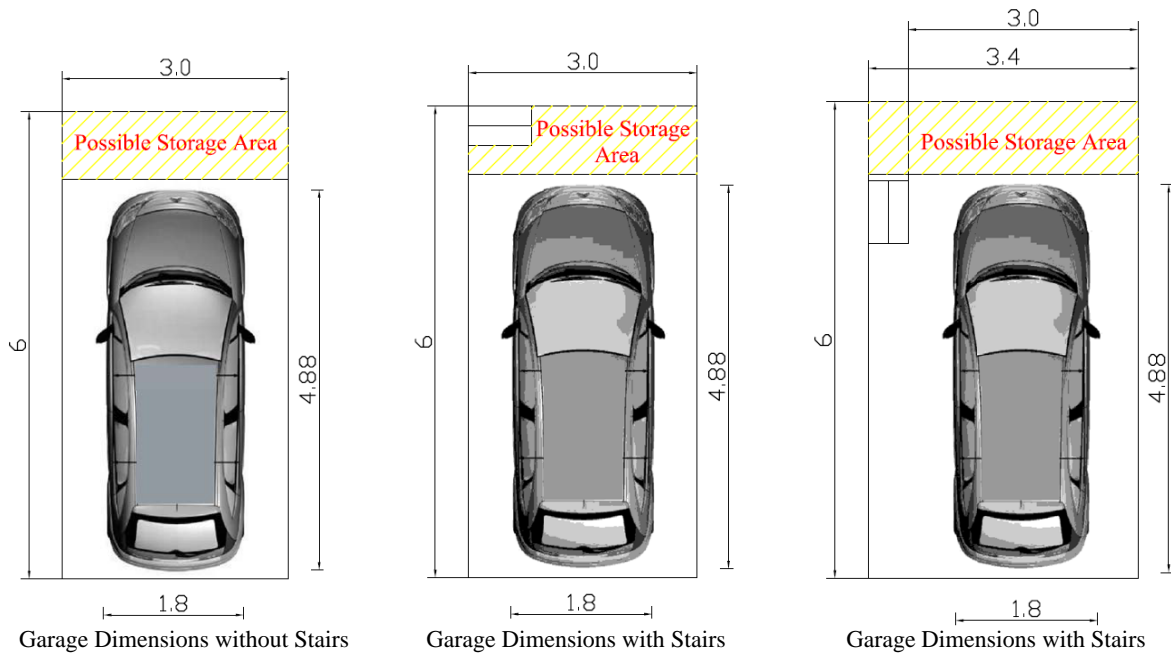 3.0
Possible Storage Area
6
4.88
1.8
Garage Dimensions without Stairs
3.0
Possible Storage
Area
6
4.88
1.8
Garage Dimensions with Stairs
3.0
3.4
Possible Storage Area
6
4.88
1.8
Garage Dimensions with Stairs